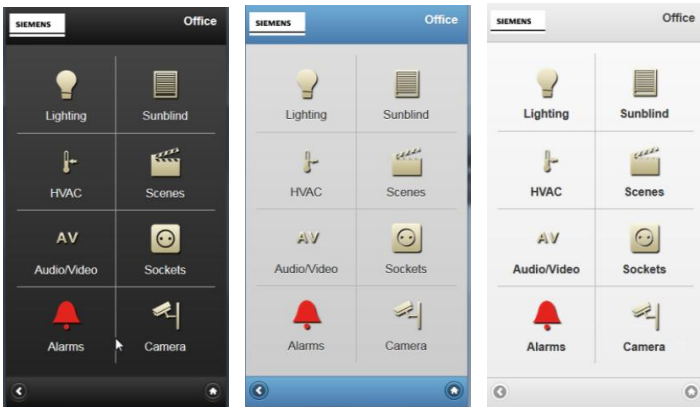 SIEMENS Office
Lighting Sunblind
HVAC Scenes
AV
Audio/Video Sockets
Alarms Camera
SIEMENS Office
Lighting Sunblind
HVAC Scenes
AV
Audio/Video Sockets
Alarms Camera
SIEMENS Office
Lighting Sunblind
HVAC Scenes
AV
Audio/Video Sockets
Alarms Camera